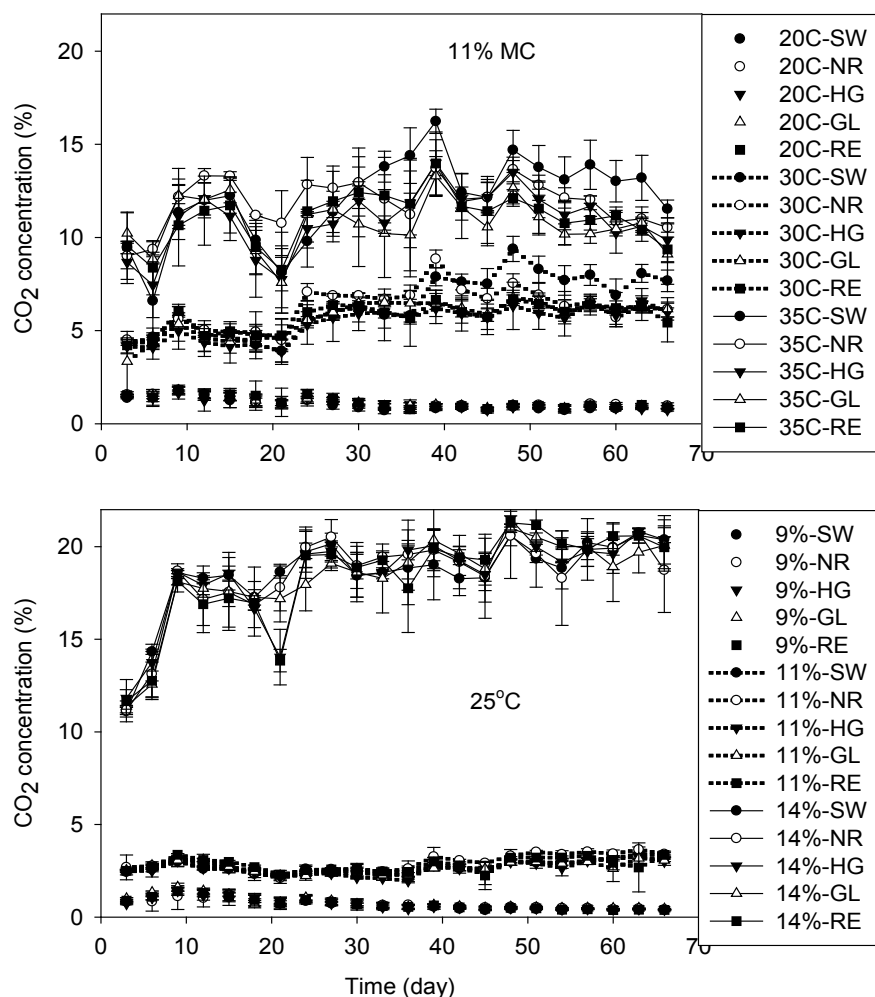 20
15
10
5
0
CO2 concentration (%)
11% MC
0 10 20 30 40 50 60 70
20C-SW
20C-NR
20C-HG
20C-GL
20C-RE
30C-SW
30C-NR
30C-HG
30C-GL
30C-RE
35C-SW
35C-NR
35C-HG
35C-GL
35C-RE
20
15
10
5
0
CO2 concentration (%)
25°C
0 10 20 30 40 50 60 70
Time (day)
9%-SW
9%-NR
9%-HG
9%-GL
9%-RE
11%-SW
11%-NR
11%-HG
11%-GL
11%-RE
14%-SW
14%-NR
14%-HG
14%-GL
14%-RE